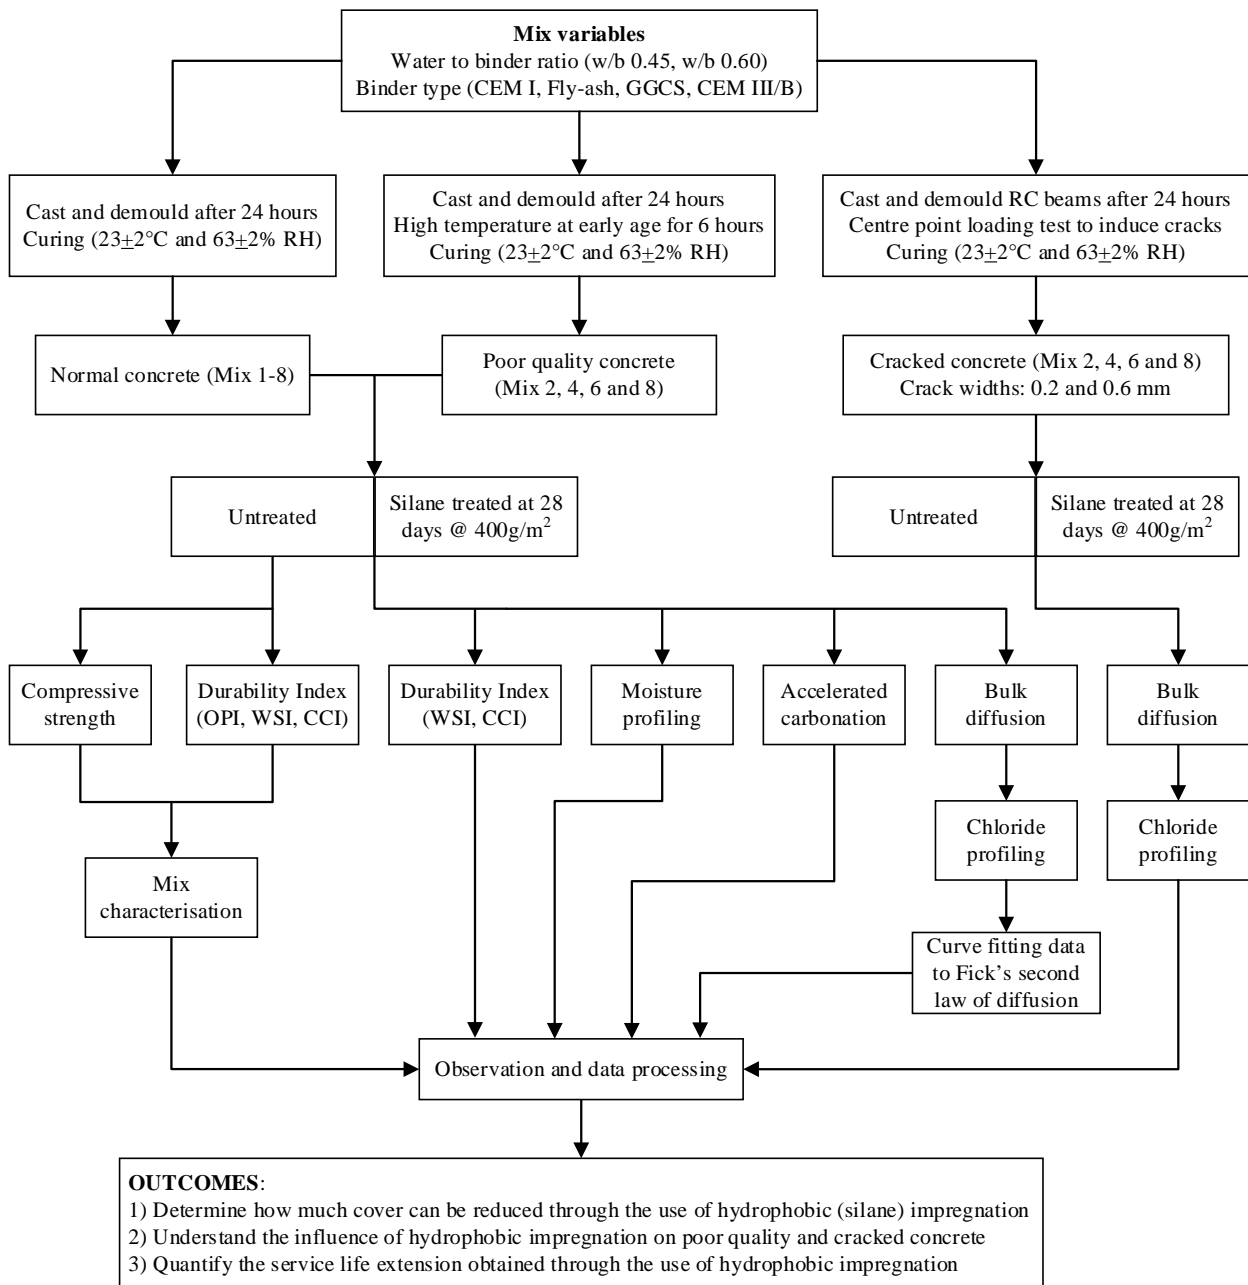 Mix variables
Water to binder ratio (w/b 0.45, w/b 0.60)
Binder type (CEM I, Fly-ash, GGCS, CEM III/B)
Cast and demould after 24 hours
Curing (23±2°C and 63±2% RH)
Cast and demould after 24 hours
High temperature at early age for 6 hours
Curing (23±2°C and 63±2% RH)
Cast and demould RC beams after 24 hours
Centre point loading test to induce cracks
Curing (23±2°C and 63±2% RH)
Normal concrete (Mix 1-8)
Poor quality concrete
(Mix 2, 4, 6 and 8)
Cracked concrete (Mix 2, 4, 6 and 8)
Crack widths: 0.2 and 0.6 mm
Untreated
Silane treated at 28
days @ 400g/m²
Untreated
Silane treated at 28
days @ 400g/m²
Compressive
strength
Durability Index
(OPI, WSI, CCI)
Durability Index
(WSI, CCI)
Moisture
profiling
Accelerated
carbonation
Bulk
diffusion
Bulk
diffusion
Chloride
profiling
Chloride
profiling
Mix
characterisation
Curve fitting data
to Fick's second
law of diffusion
Observation and data processing
OUTCOMES:
1) Determine how much cover can be reduced through the use of hydrophobic (silane) impregnation
2) Understand the influence of hydrophobic impregnation on poor quality and cracked concrete
3) Quantify the service life extension obtained through the use of hydrophobic impregnation